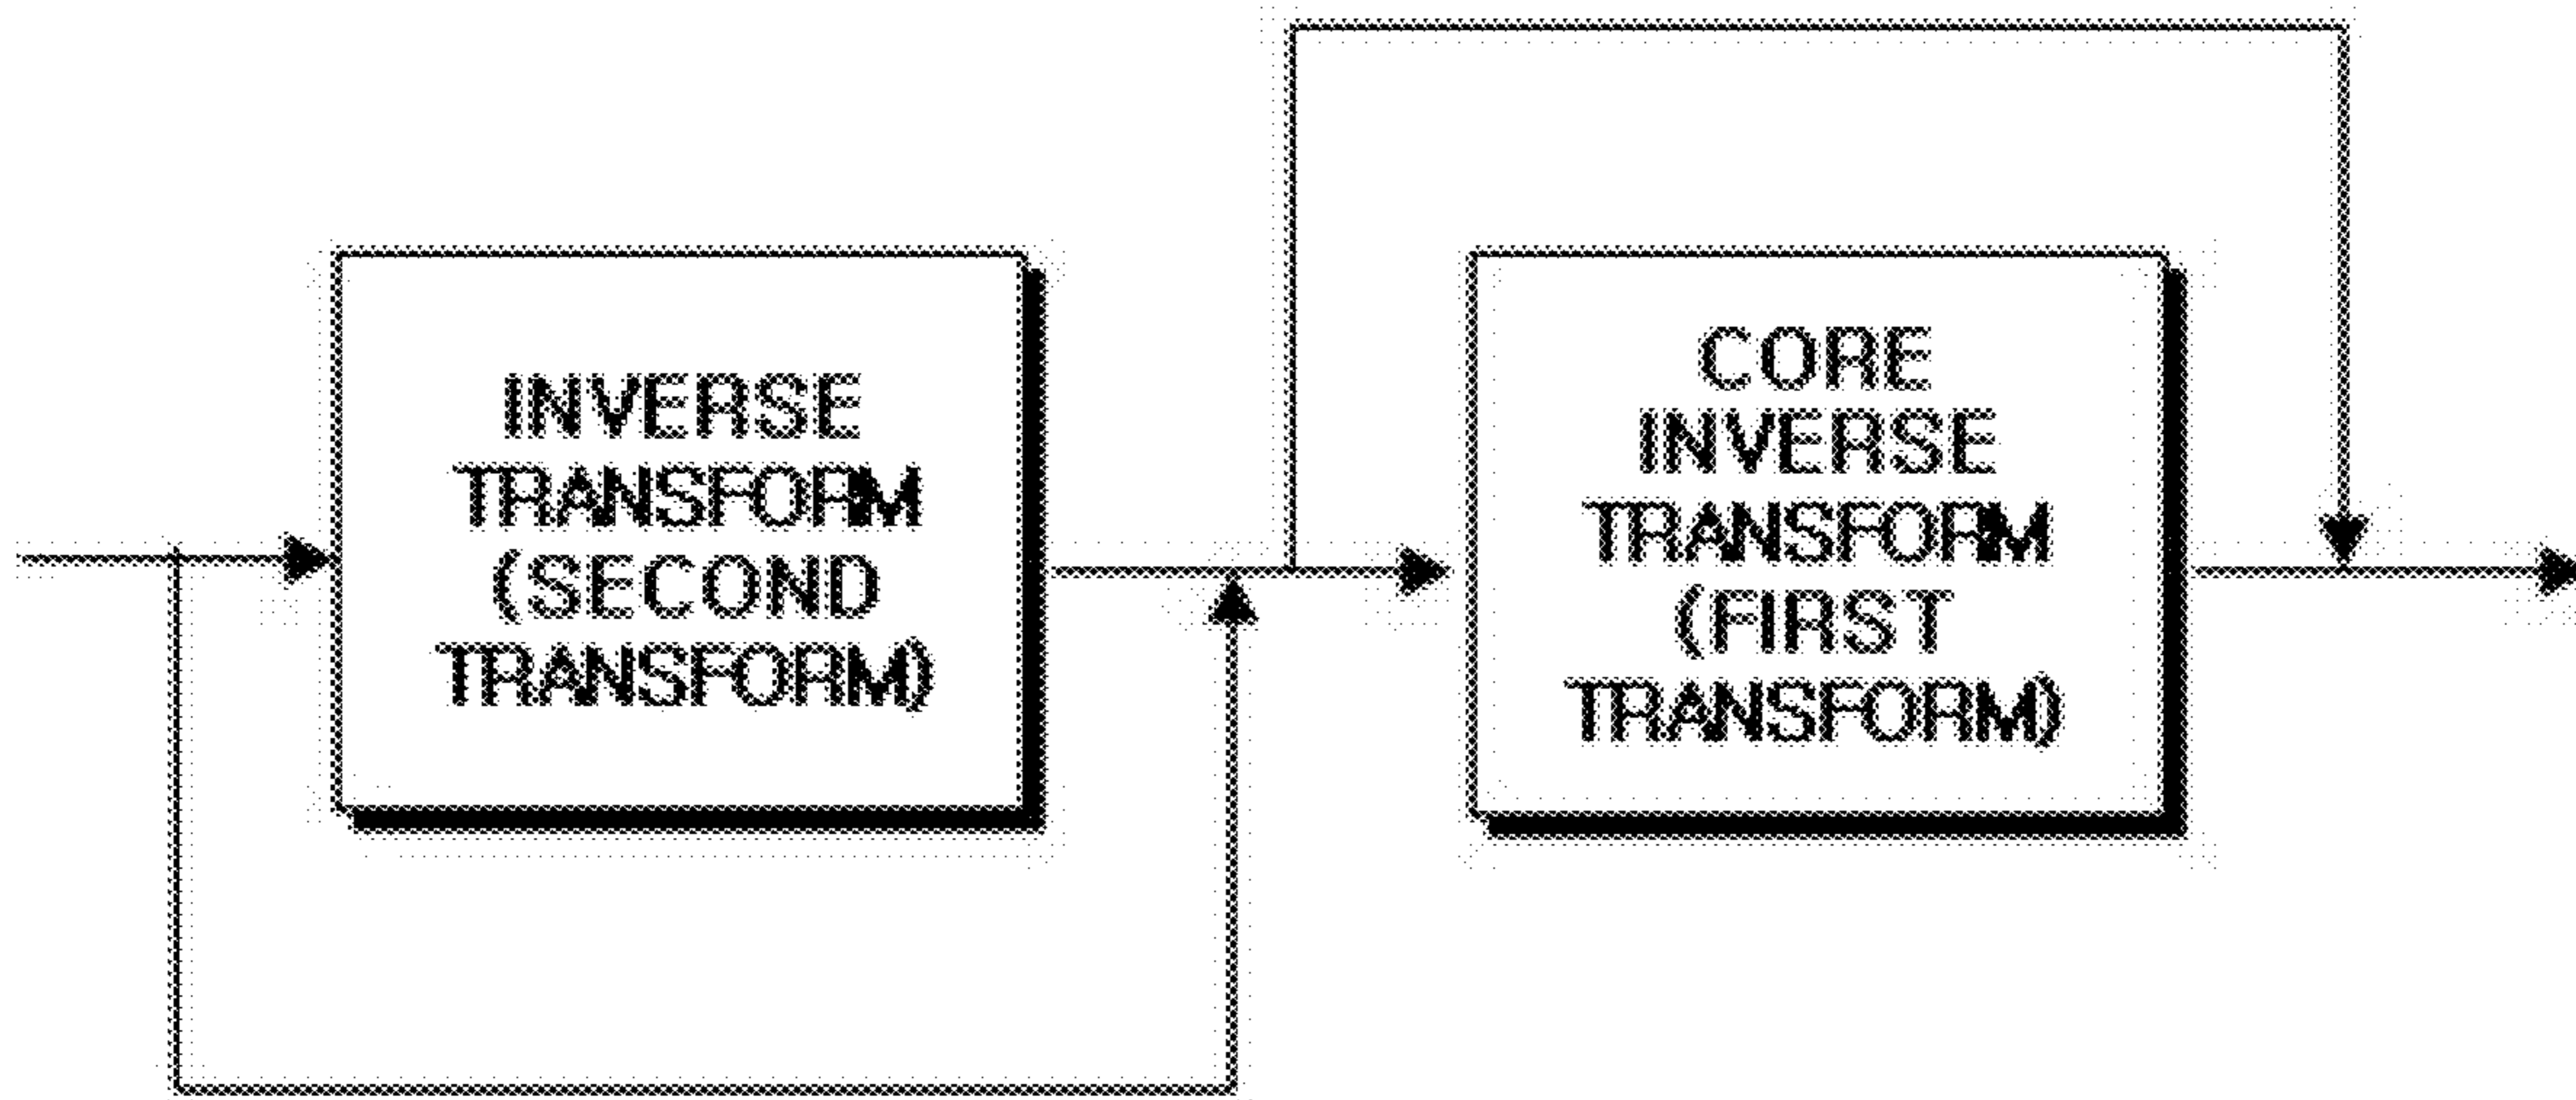 INVERSE
TRANSFORM
(SECOND
TRANSFORM)
CORE
INVERSE
TRANSFORM
(FIRST
TRANSFORM)